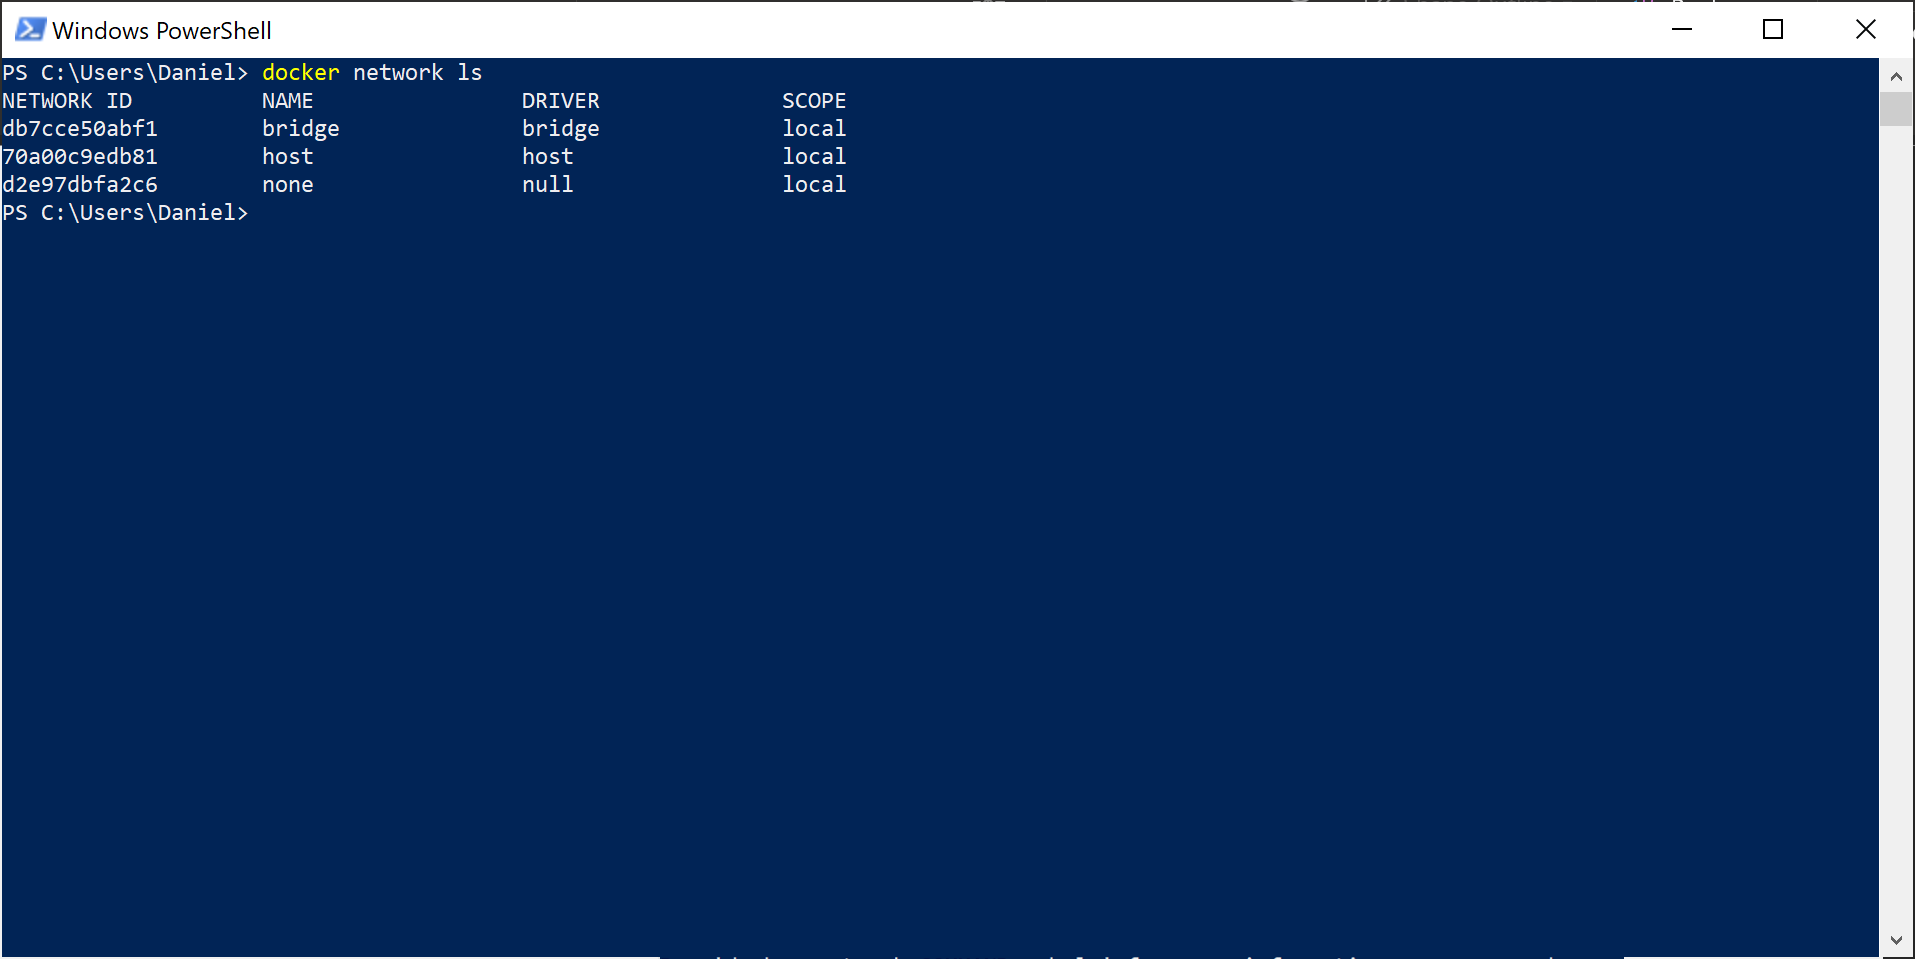 Windows PowerShell
PS C:\Users\Daniel> docker network ls
NETWORK ID          NAME                DRIVER              SCOPE
db7cce50abf1        bridge              bridge              local
70a00c9edb81        host                host                local
d2e97dbfa2c6        none                null                local
PS C:\Users\Daniel>